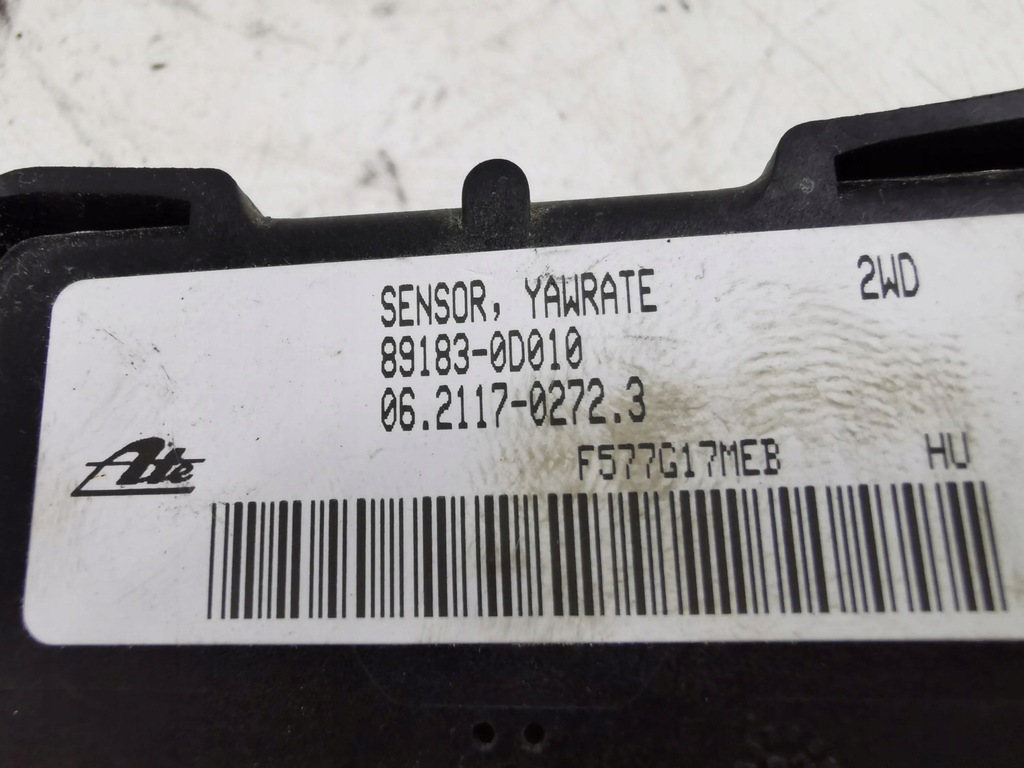 SENSOR, YAWRATE 2WD
89183-0D010
06.2117-0272.3
F577G17MEB HU
Ate